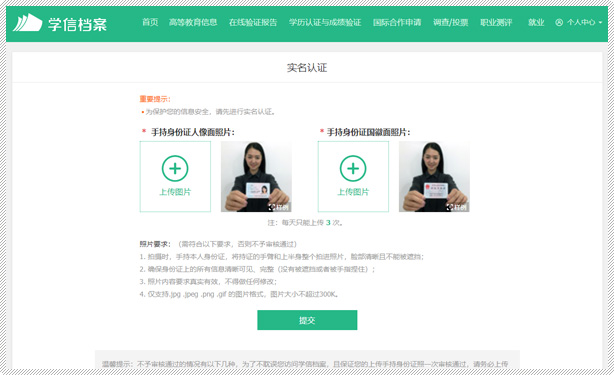 学信档案 首页 高等教育信息 在线验证报告 学历认证与成绩验证 国际合作申请 调查/投票 职业测评 就业 个人中心
实名认证
重要提示:
•为保护您的信息安全，请先进行实名认证。
* 手持身份证人像面照片： * 手持身份证国徽面照片：
上传图片 样例 上传图片 样例
注：每天只能上传 3 次。
照片要求：（需符合以下要求，否则不予审核通过）
1. 拍摄时，手持本人身份证，将持证的手臂和上半身整个拍进照片，脸部清晰且不能被遮挡；
2. 确保身份证上的所有信息清晰可见、完整（没有被遮挡或者被手指捏住）；
3. 照片内容要求真实有效，不得做任何修改；
4. 仅支持.jpg .jpeg .png .gif 的图片格式，图片大小不超过300K。
提交
温馨提示：不予审核通过的情况有以下几种，为了不耽误您访问学信档案，且保证您的上传手持身份证照一次审核通过，请务必上传